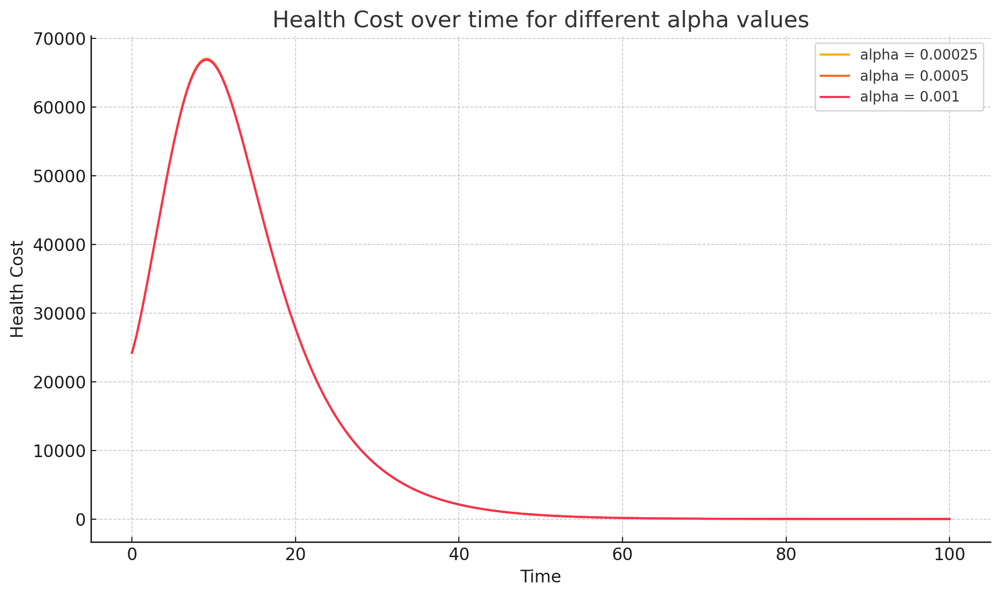 Health Cost over time for different alpha values
70000
60000
50000
40000
30000
20000
10000
0
Health Cost
alpha = 0.00025
alpha = 0.0005
alpha = 0.001
0 20 40 60 80 100
Time